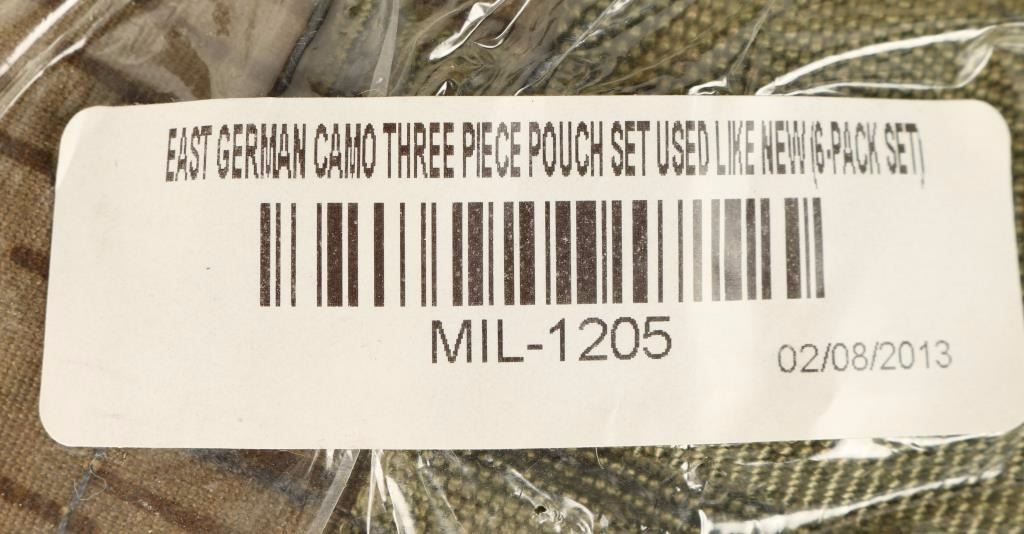 EAST GERMAN CAMO THREE PIECE POUCH SET USED LIKE NEW (6-PACK SET)
MIL-1205
02/08/2013